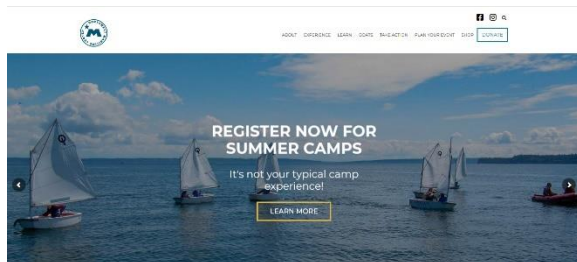 ABOUT EXPERIENCE LEARN BOATS TAKE ACTION PLAN YOUR EVENT SHOP DONATE
REGISTER NOW FOR
SUMMER CAMPS
It's not your typical camp
experience!
LEARN MORE